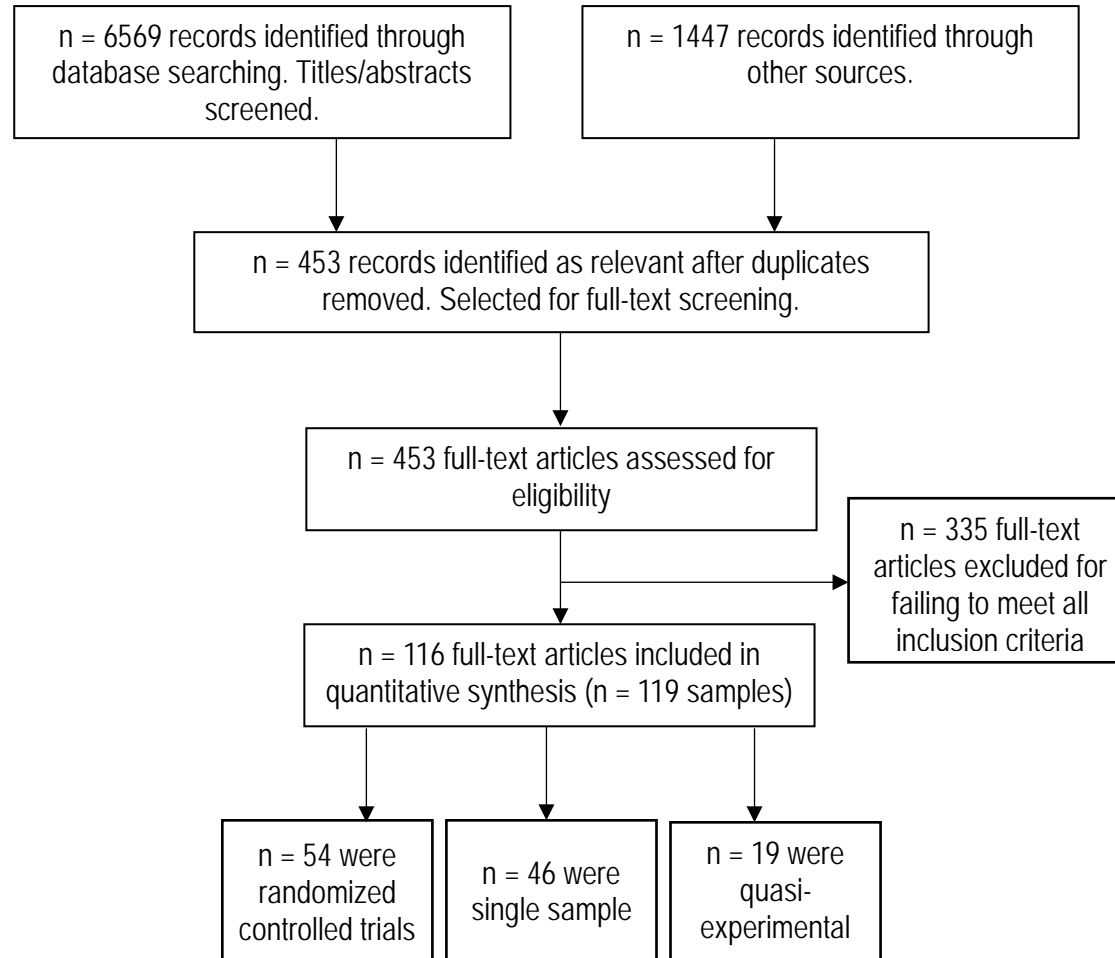 n = 6569 records identified through
database searching. Titles/abstracts
screened.
n = 1447 records identified through
other sources.
n = 453 records identified as relevant after duplicates
removed. Selected for full-text screening.
n = 453 full-text articles assessed for
eligibility
n = 335 full-text
articles excluded for
failing to meet all
inclusion criteria
n = 116 full-text articles included in
quantitative synthesis (n = 119 samples)
n = 54 were
randomized
controlled trials
n = 46 were
single sample
n = 19 were
quasi-
experimental